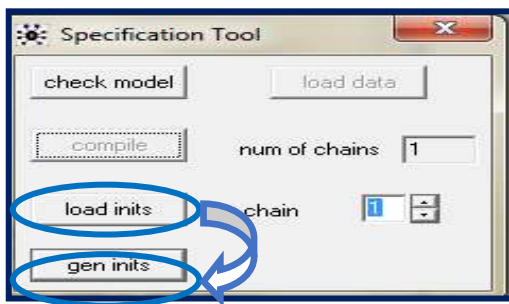 Specification Tool
check model load data
compile num of chains 1
load inits chain 1
gen inits